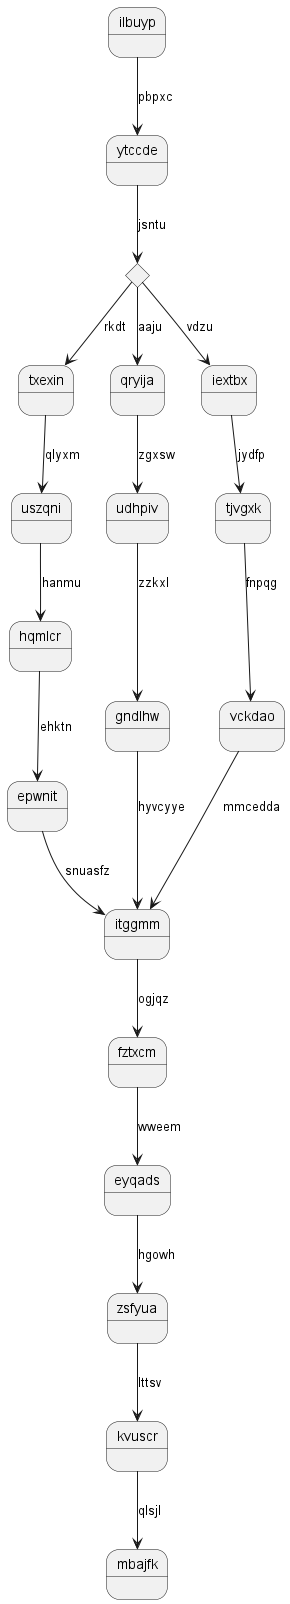 ilbuyp
pbpxc
ytccde
jsntu
rkdt aaju vdzu
txexin qryija iextbx
qlyxm zgxsw jydfp
uszqni udhpiv tjvgxk
hanmu zzkxl fnpqg
hqmlcr
gndlhw vckdao
ehktn
epwnit
hyvcyye mmcedda
snuasfz
itggmm
ogjqz
fztxcm
wweem
eyqads
hgowh
zsfyua
lttsv
kvuscr
qlsjl
mbajfk